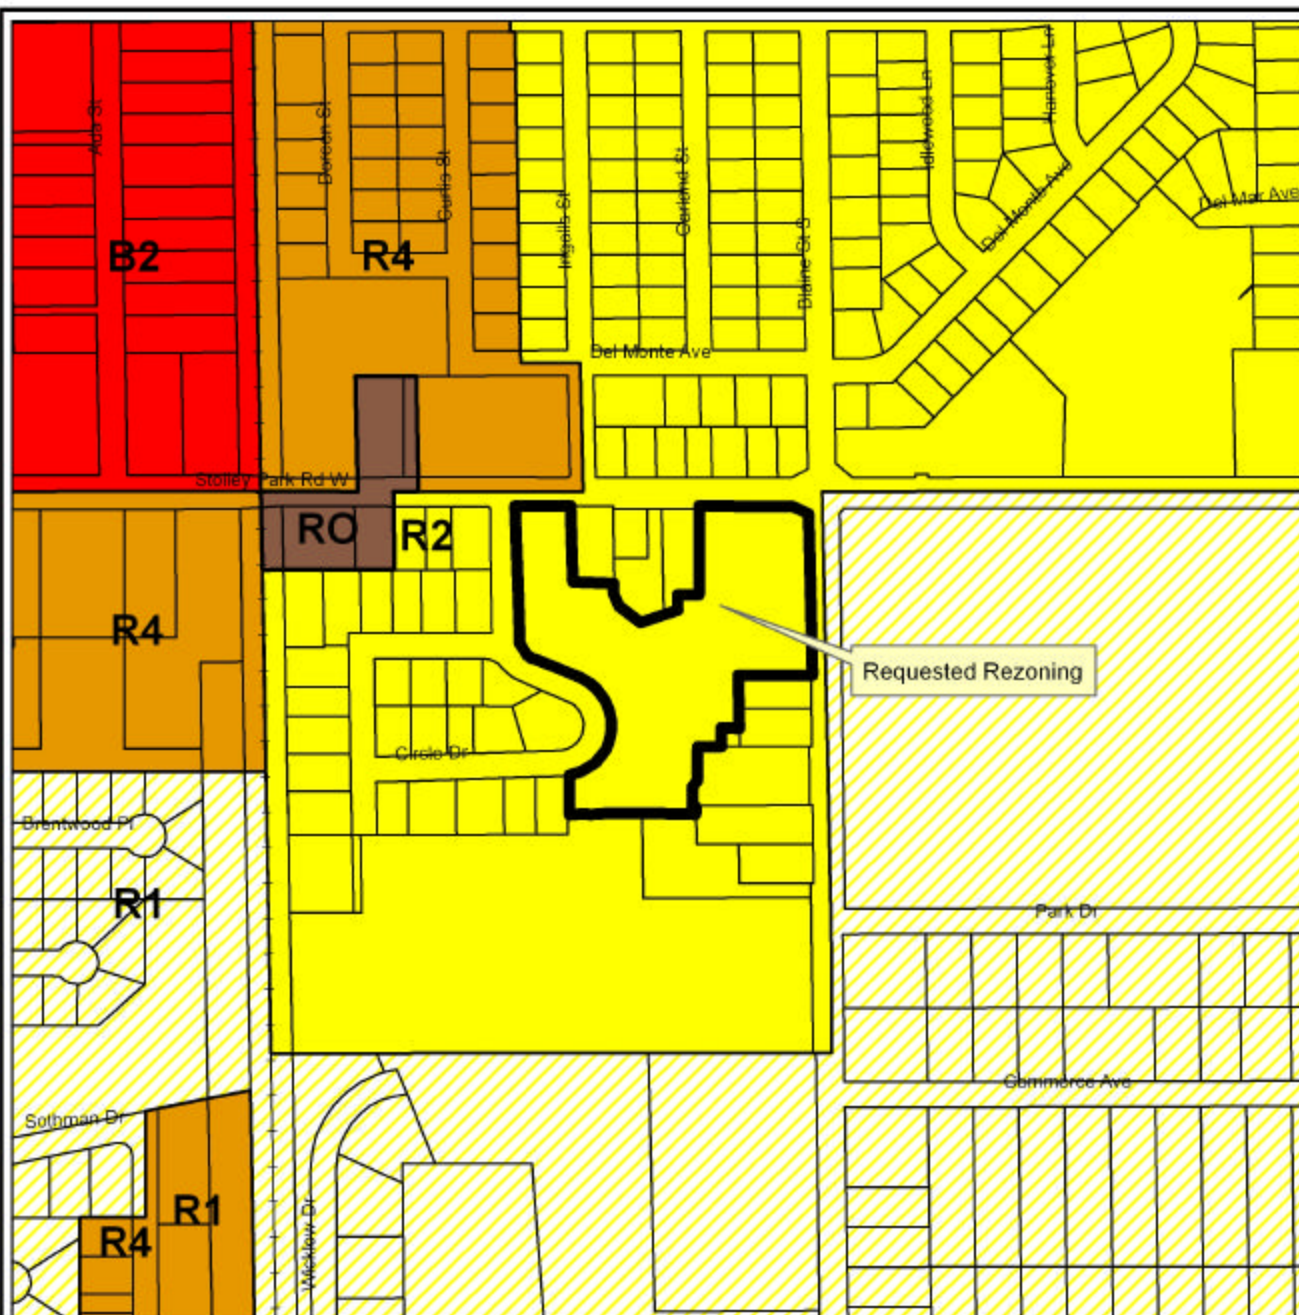 Ada St
Doreen St
Curtis St
Ingalls St
Garland St
Blaine St S
Idlewood Ln
Hanover Ln
Del Monte Ave
Del Mar Ave
B2
R4
Del Monte Ave
Stolley Park Rd W
RO
R2
R4
Requested Rezoning
Circle Dr
Brentwood Pl
R1
Park Dr
Commerce Ave
Sothman Dr
R1
R4
Wicklow Dr